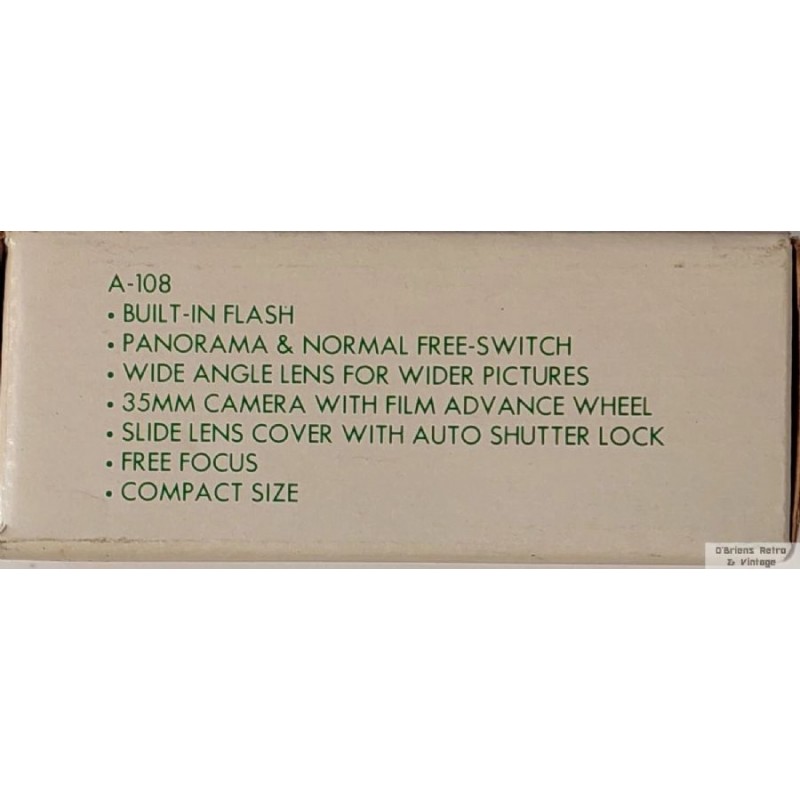 A-108
• BUILT-IN FLASH
• PANORAMA & NORMAL FREE-SWITCH
• WIDE ANGLE LENS FOR WIDER PICTURES
• 35MM CAMERA WITH FILM ADVANCE WHEEL
• SLIDE LENS COVER WITH AUTO SHUTTER LOCK
• FREE FOCUS
• COMPACT SIZE
O'Briens Retro
& Vintage